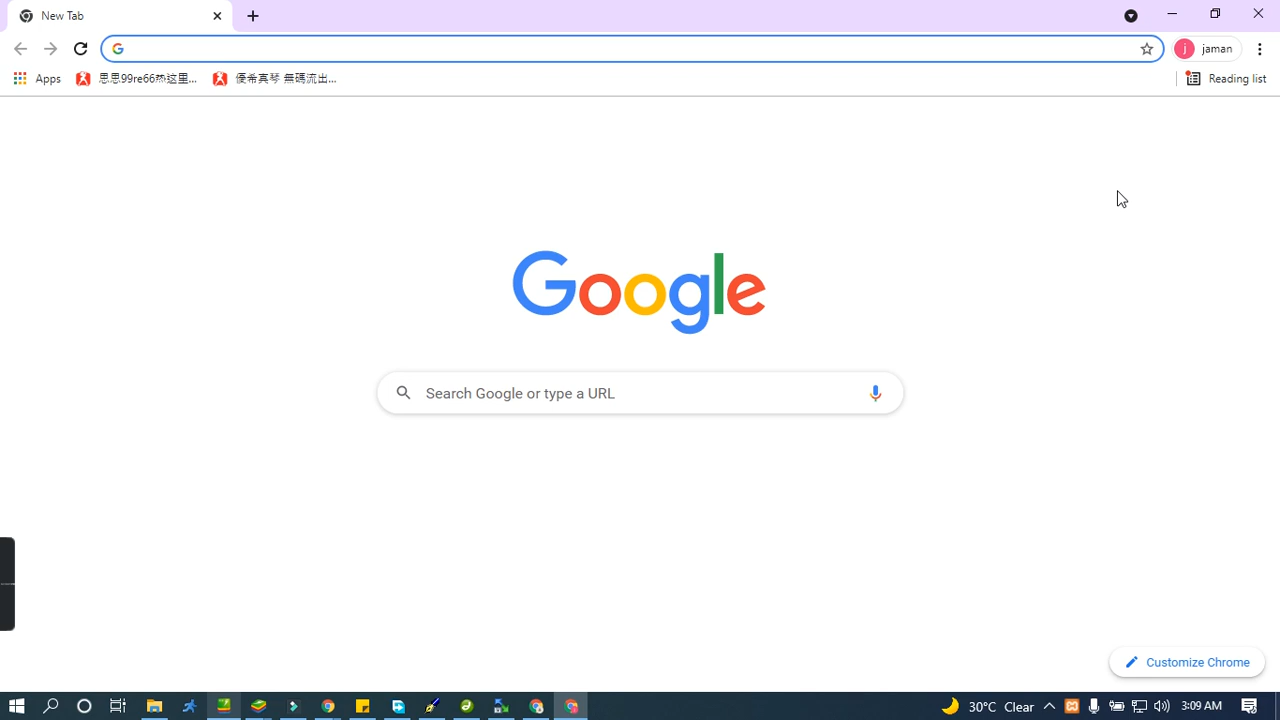 New Tab
jaman
Apps
思思99re66热这里...
優希真琴 無碼流出...
Reading list
Google
Search Google or type a URL
Customize Chrome
30°C Clear
3:09 AM